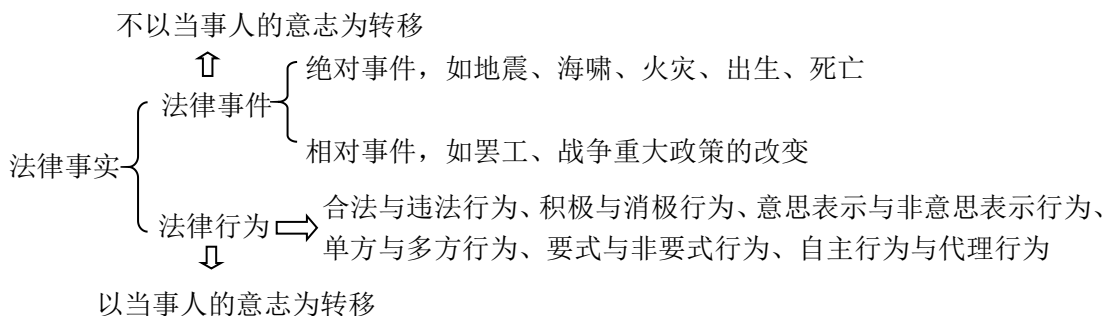 不以当事人的意志为转移
绝对事件，如地震、海啸、火灾、出生、死亡
法律事件
相对事件，如罢工、战争重大政策的改变
法律事实
合法与违法行为、积极与消极行为、意思表示与非意思表示行为、
法律行为
单方与多方行为、要式与非要式行为、自主行为与代理行为
以当事人的意志为转移